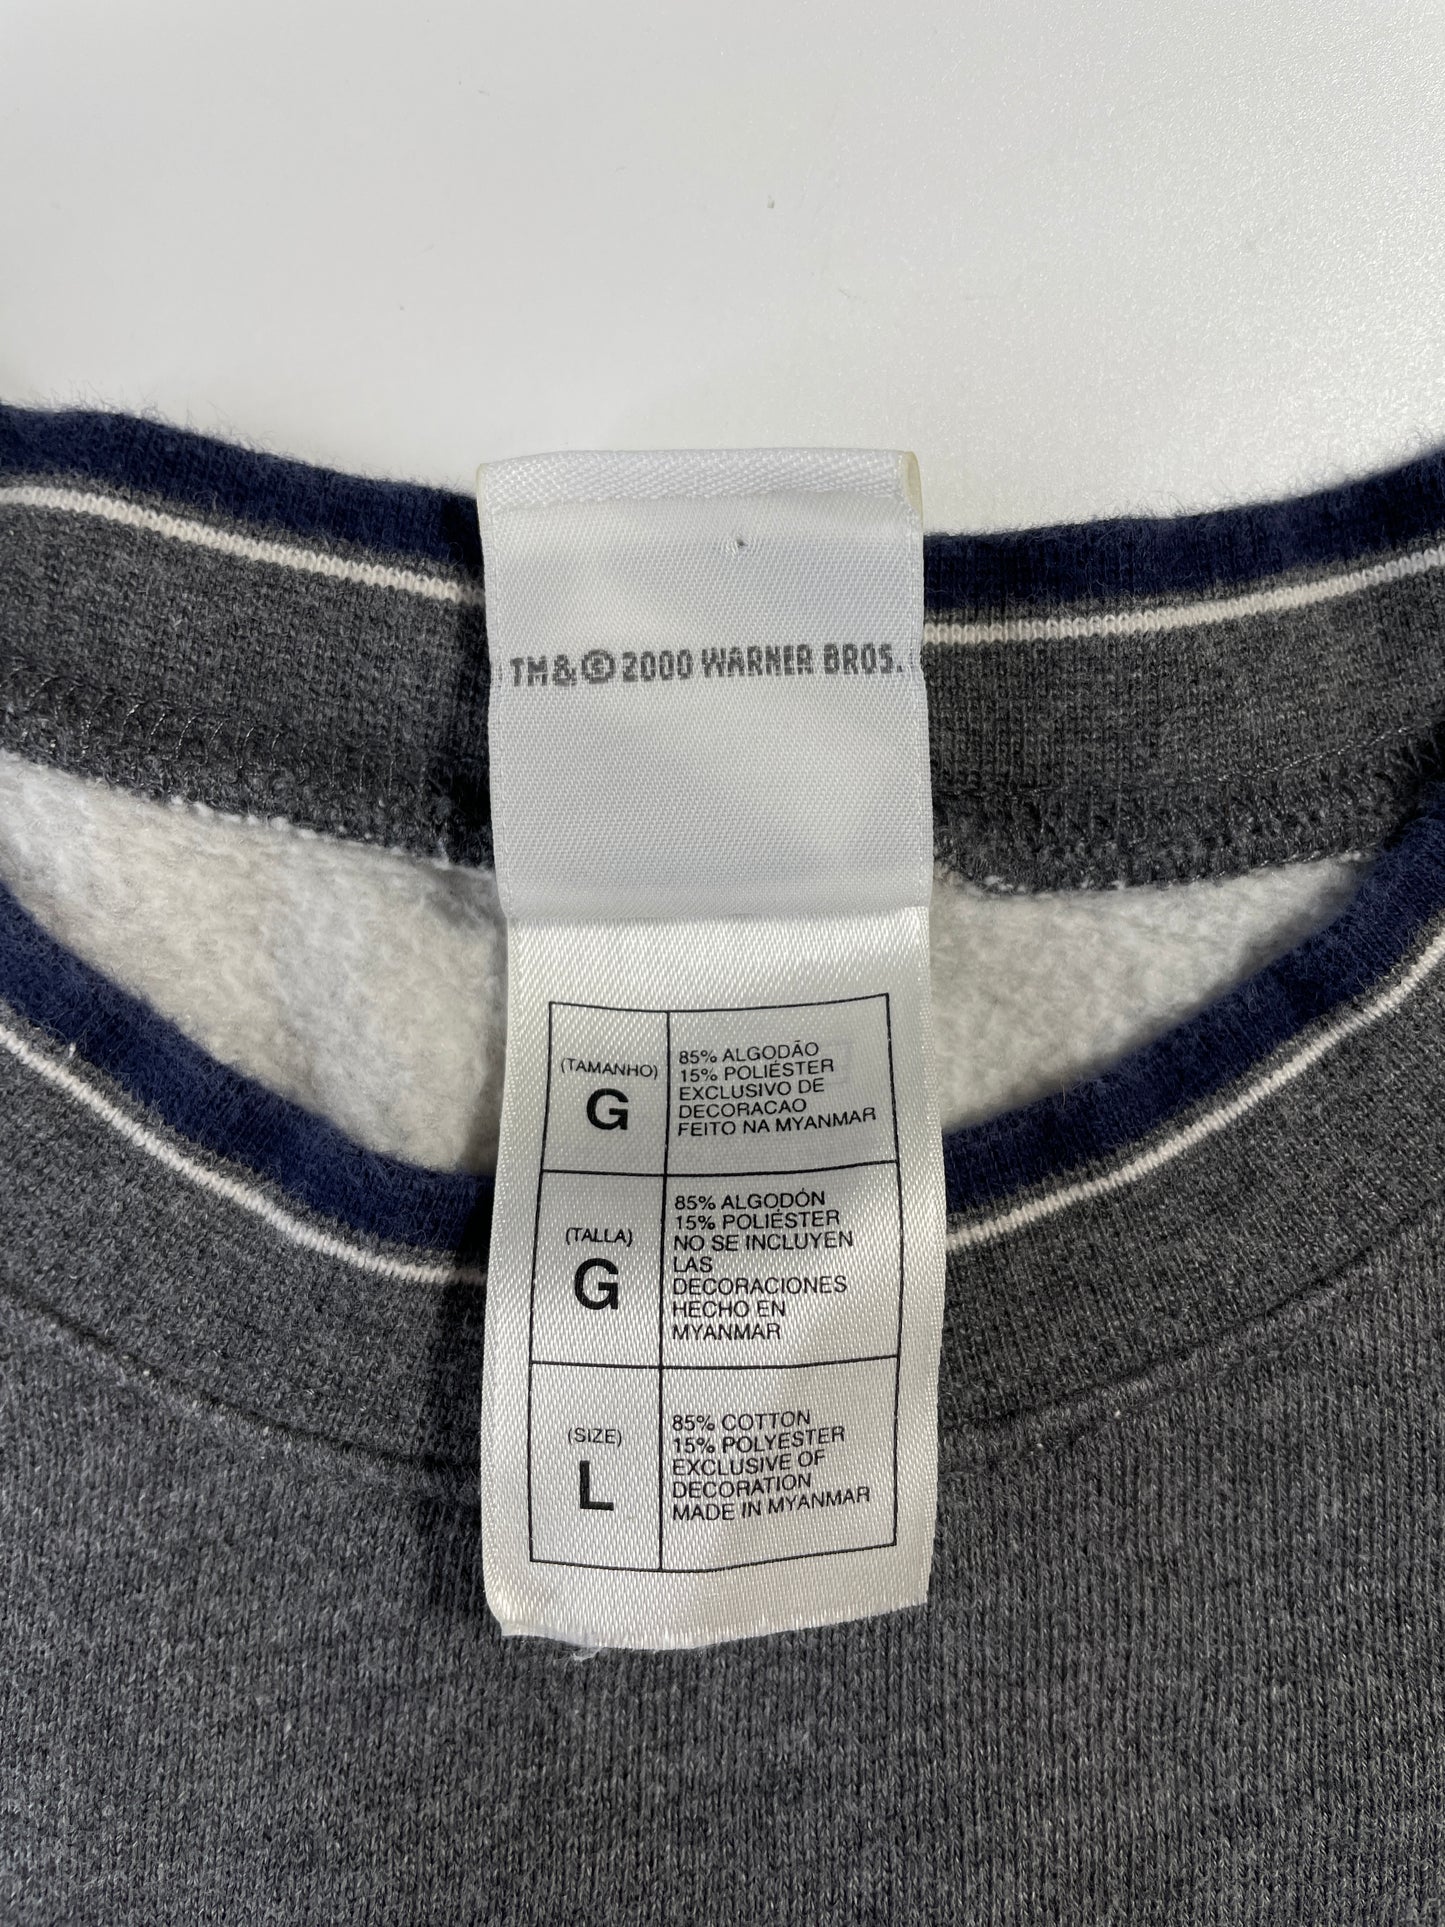 TM&© 2000 WARNER BROS.
(TAMANHO)
G
85% ALGODÃO
15% POLIÉSTER
EXCLUSIVO DE
DECORACAO
FEITO NA MYANMAR
(TALLA)
G
85% ALGODÓN
15% POLIÉSTER
NO SE INCLUYEN
LAS
DECORACIONES
HECHO EN
MYANMAR
(SIZE)
L
85% COTTON
15% POLYESTER
EXCLUSIVE OF
DECORATION
MADE IN MYANMAR